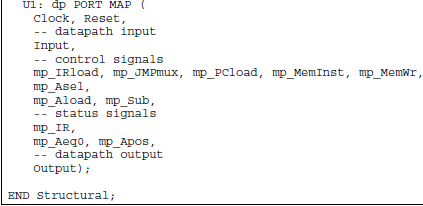 U1: dp PORT MAP (
Clock, Reset,
-- datapath input
Input,
-- control signals
mp_IRload, mp_JMPmux, mp_PCload, mp_MemInst, mp_MemWr,
mp_Asel,
mp_Aload, mp_Sub,
-- status signals
mp_IR,
mp_Aeq0, mp_Apos,
-- datapath output
Output);
END Structural;